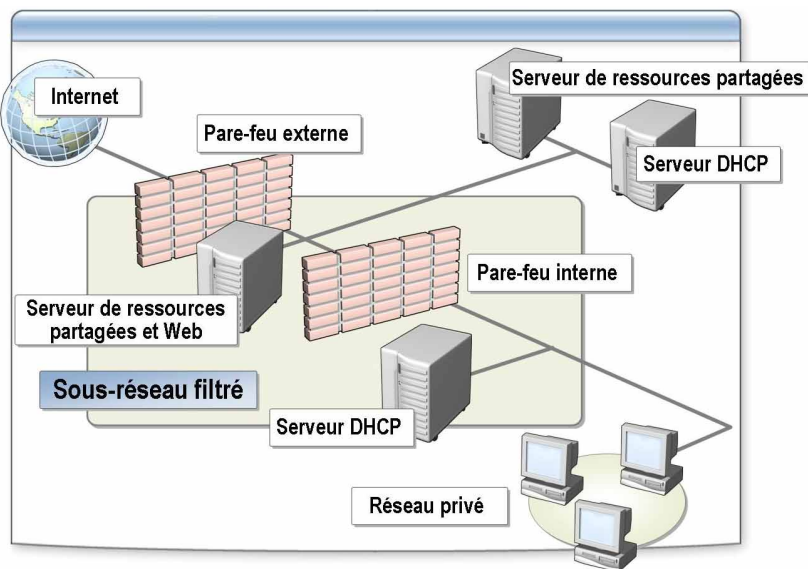 Internet
Serveur de ressources partagées
Pare-feu externe
Serveur DHCP
Pare-feu interne
Serveur de ressources
partagées et Web
Sous-réseau filtré
Serveur DHCP
Réseau privé